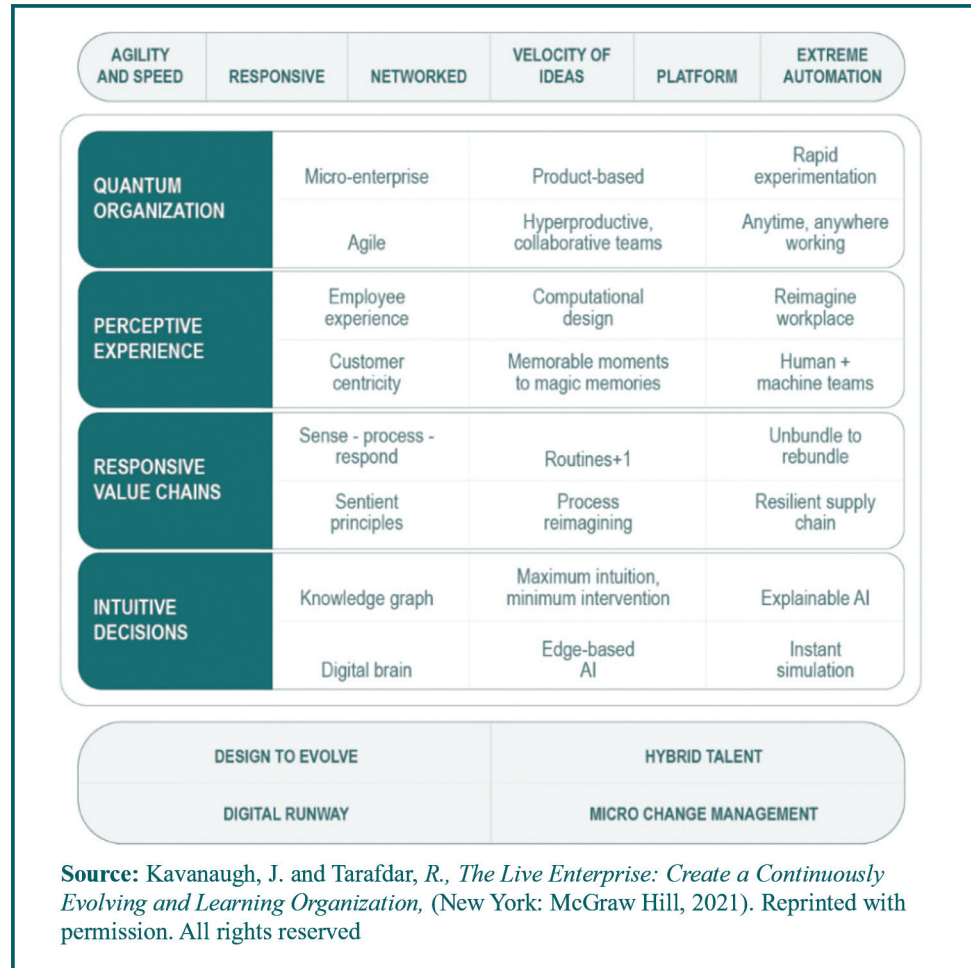 AGILITY
AND SPEED
RESPONSIVE
NETWORKED
VELOCITY OF
IDEAS
PLATFORM
EXTREME
AUTOMATION
QUANTUM
ORGANIZATION
Micro-enterprise
Product-based
Rapid
experimentation
Agile
Hyperproductive,
collaborative teams
Anytime, anywhere
working
PERCEPTIVE
EXPERIENCE
Employee
experience
Computational
design
Reimagine
workplace
Customer
centricity
Memorable moments
to magic memories
Human +
machine teams
RESPONSIVE
VALUE CHAINS
Sense - process -
respond
Routines+1
Unbundle to
rebundle
Sentient
principles
Process
reimagining
Resilient supply
chain
INTUITIVE
DECISIONS
Knowledge graph
Maximum intuition,
minimum intervention
Explainable AI
Digital brain
Edge-based
AI
Instant
simulation
DESIGN TO EVOLVE
HYBRID TALENT
DIGITAL RUNWAY
MICRO CHANGE MANAGEMENT
Source: Kavanaugh, J. and Tarafdar, R., The Live Enterprise: Create a Continuously
Evolving and Learning Organization, (New York: McGraw Hill, 2021). Reprinted with
permission. All rights reserved